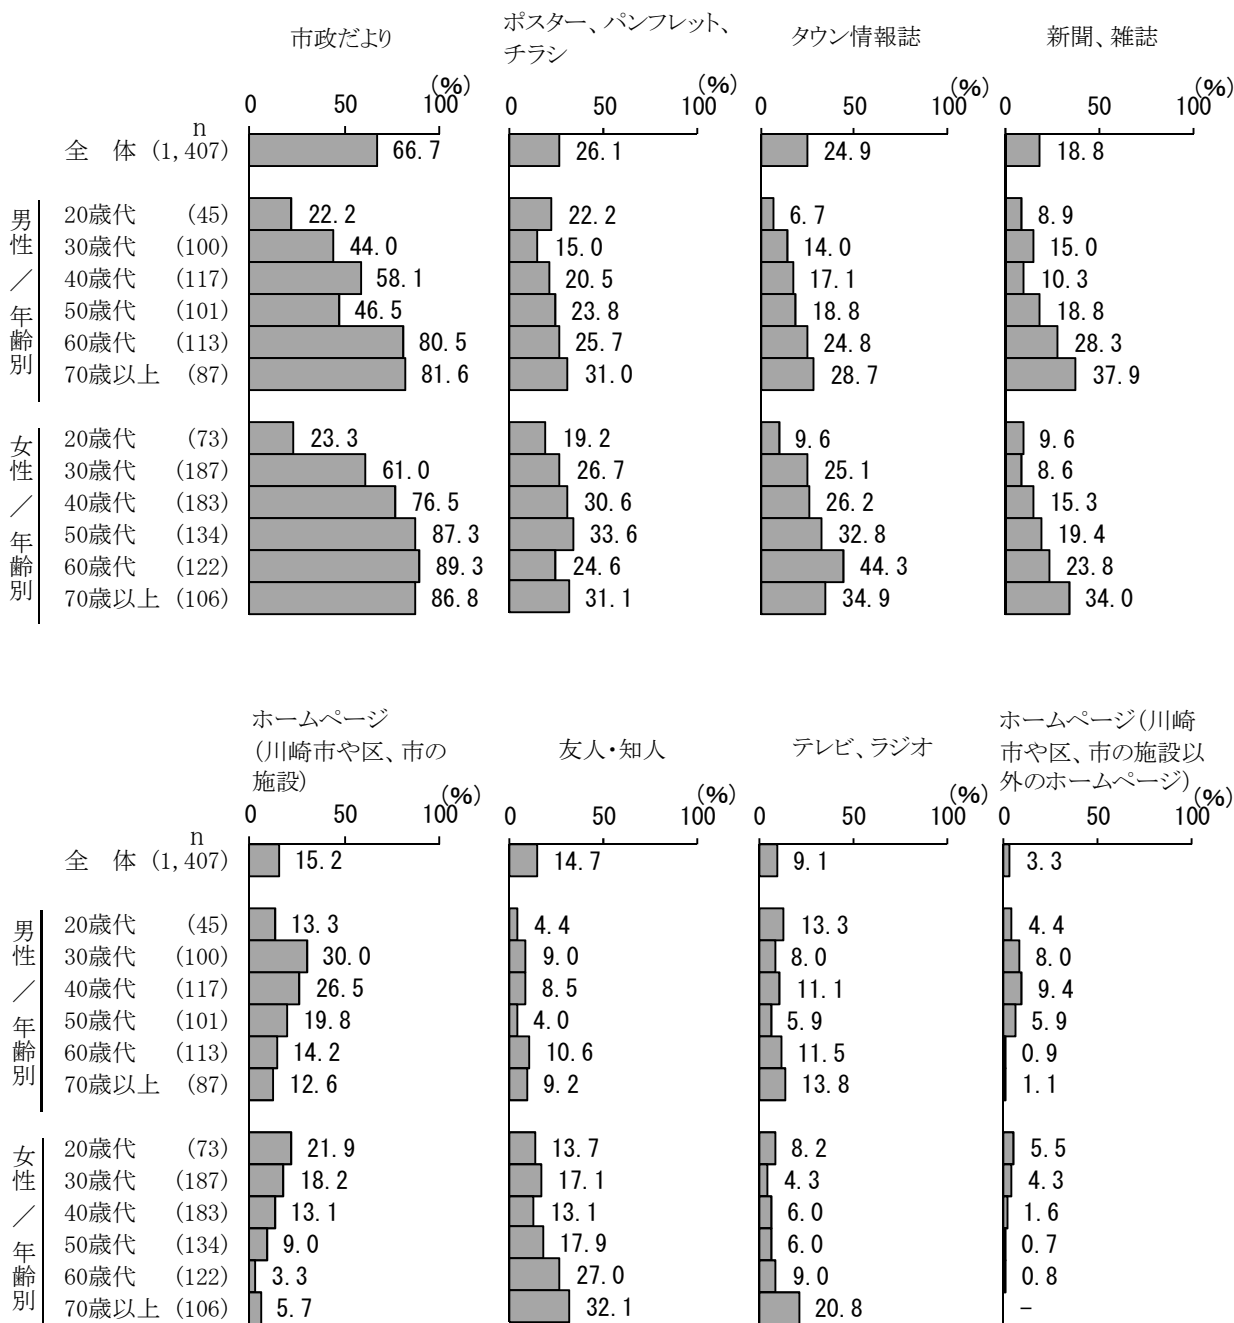 市政だより
ポスター、パンフレット、
チラシ
タウン情報誌
新聞、雑誌
(%) (%) (%) (%)
0 50 100 0 50 100 0 50 100 0 50 100
n
全 体 (1,407) 66.7 26.1 24.9 18.8
男性／年齢別
20歳代 (45) 22.2 22.2 6.7 8.9
30歳代 (100) 44.0 15.0 14.0 15.0
40歳代 (117) 58.1 20.5 17.1 10.3
50歳代 (101) 46.5 23.8 18.8 18.8
60歳代 (113) 80.5 25.7 24.8 28.3
70歳以上 (87) 81.6 31.0 28.7 37.9
女性／年齢別
20歳代 (73) 23.3 19.2 9.6 9.6
30歳代 (187) 61.0 26.7 25.1 8.6
40歳代 (183) 76.5 30.6 26.2 15.3
50歳代 (134) 87.3 33.6 32.8 19.4
60歳代 (122) 89.3 24.6 44.3 23.8
70歳以上 (106) 86.8 31.1 34.9 34.0
ホームページ
(川崎市や区、市の
施設)
友人・知人
テレビ、ラジオ
ホームページ(川崎
市や区、市の施設以
外のホームページ)
(%) (%) (%) (%)
0 50 100 0 50 100 0 50 100 0 50 100
n
全 体 (1,407) 15.2 14.7 9.1 3.3
男性／年齢別
20歳代 (45) 13.3 4.4 13.3 4.4
30歳代 (100) 30.0 9.0 8.0 8.0
40歳代 (117) 26.5 8.5 11.1 9.4
50歳代 (101) 19.8 4.0 5.9 5.9
60歳代 (113) 14.2 10.6 11.5 0.9
70歳以上 (87) 12.6 9.2 13.8 1.1
女性／年齢別
20歳代 (73) 21.9 13.7 8.2 5.5
30歳代 (187) 18.2 17.1 4.3 4.3
40歳代 (183) 13.1 13.1 6.0 1.6
50歳代 (134) 9.0 17.9 6.0 0.7
60歳代 (122) 3.3 27.0 9.0 0.8
70歳以上 (106) 5.7 32.1 20.8 -